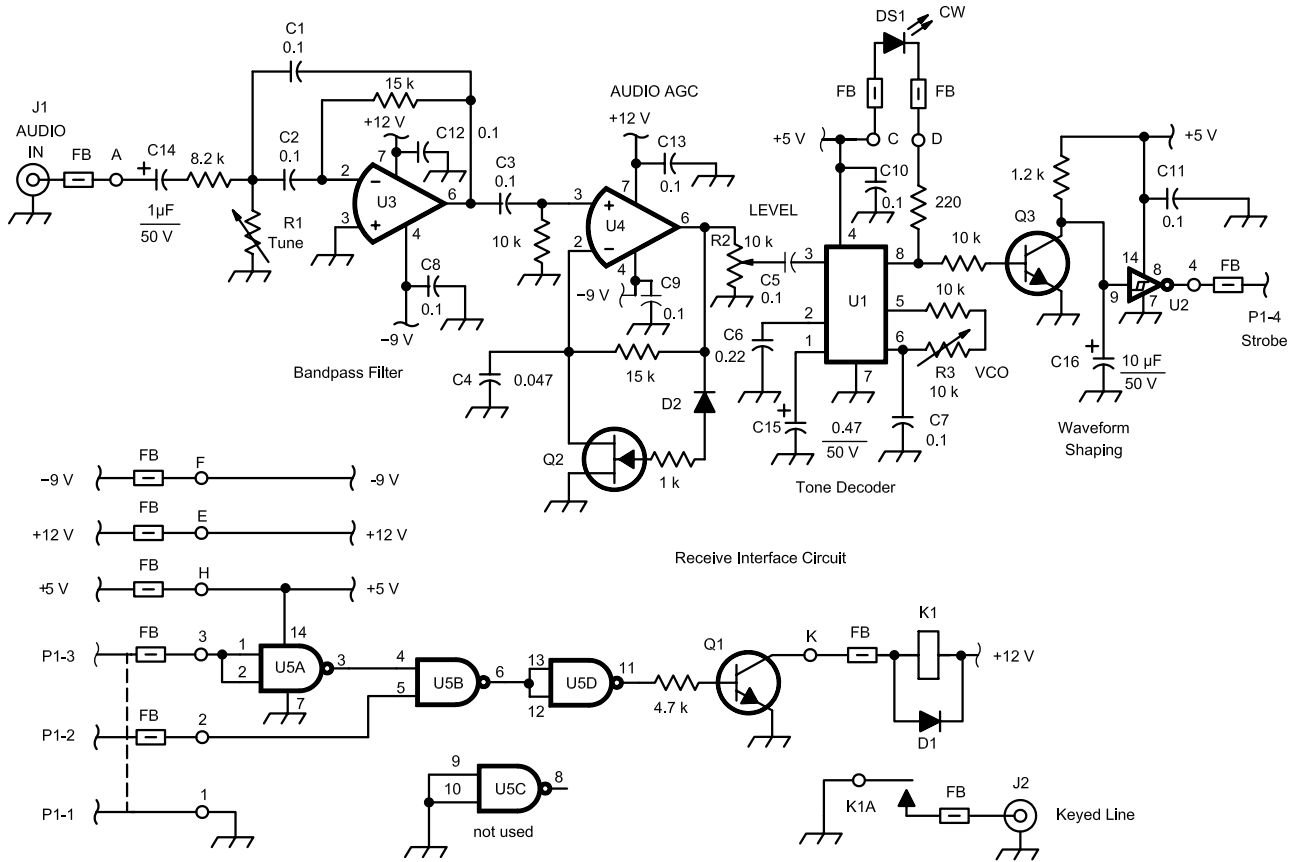 J1
AUDIO
IN
FB
A
C14
+
1µF
50 V
8.2 k
C1
0.1
C2
0.1
R1
Tune
15 k
+12 V
C12
0.1
7
2
−
U3
+
3
6
4
C8
0.1
−9 V
Bandpass Filter
C3
0.1
10 k
AUDIO AGC
+12 V
C13
0.1
7
3
+
U4
−
2
6
4
−9 V
C9
0.1
C4
0.047
15 k
D2
Q2
1 k
LEVEL
R2
10 k
C5
0.1
C6
0.22
+
C15
0.47
50 V
DS1
CW
FB
FB
+5 V
C
D
C10
0.1
220
4
3
8
U1
5
2
6
1
7
10 k
10 k
R3
10 k
VCO
C7
0.1
Tone Decoder
Q3
1.2 k
+5 V
C11
0.1
14
8
9
7
U2
4
FB
P1-4
Strobe
C16
+
10 µF
50 V
Waveform
Shaping
Receive Interface Circuit
−9 V
FB
F
−9 V
+12 V
FB
E
+12 V
+5 V
FB
H
+5 V
P1-3
FB
3
1
2
14
U5A
3
7
P1-2
FB
2
P1-1
1
4
5
U5B
6
13
12
U5D
11
4.7 k
Q1
K
FB
K1
+12 V
D1
9
10
U5C
8
not used
K1A
FB
J2
Keyed Line